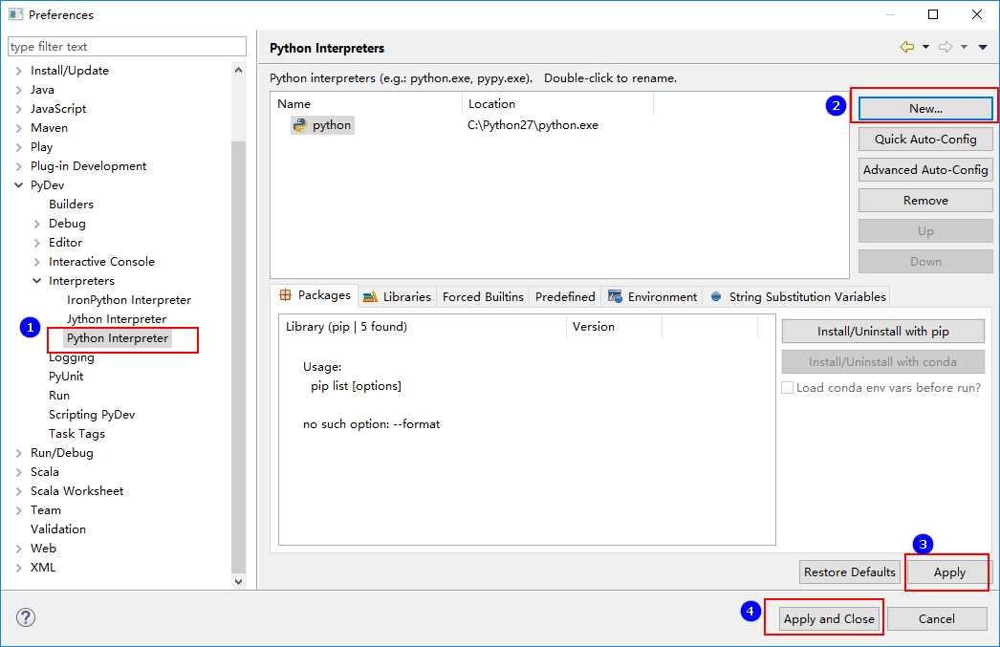 Preferences
type filter text
Install/Update
Java
JavaScript
Maven
Play
Plug-in Development
PyDev
Builders
Debug
Editor
Interactive Console
Interpreters
IronPython Interpreter
Jython Interpreter
1
Python Interpreter
Logging
PyUnit
Run
Scripting PyDev
Task Tags
Run/Debug
Scala
Scala Worksheet
Team
Validation
Web
XML
Python Interpreters
Python interpreters (e.g.: python.exe, pypy.exe).   Double-click to rename.
Name Location
python C:\Python27\python.exe
2
New...
Quick Auto-Config
Advanced Auto-Config
Remove
Up
Down
Packages Libraries Forced Builtins Predefined Environment String Substitution Variables
Library (pip | 5 found) Version
Usage:
pip list [options]
no such option: --format
Install/Uninstall with pip
Install/Uninstall with conda
Load conda env vars before run?
3
Restore Defaults Apply
4
?
Apply and Close Cancel